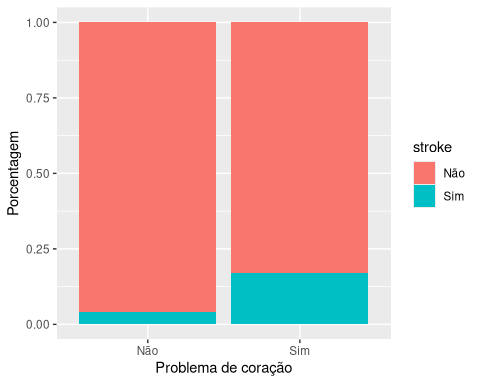 1.00
0.75
0.50
0.25
0.00
Porcentagem
Não
Sim
Problema de coração
stroke
Não
Sim